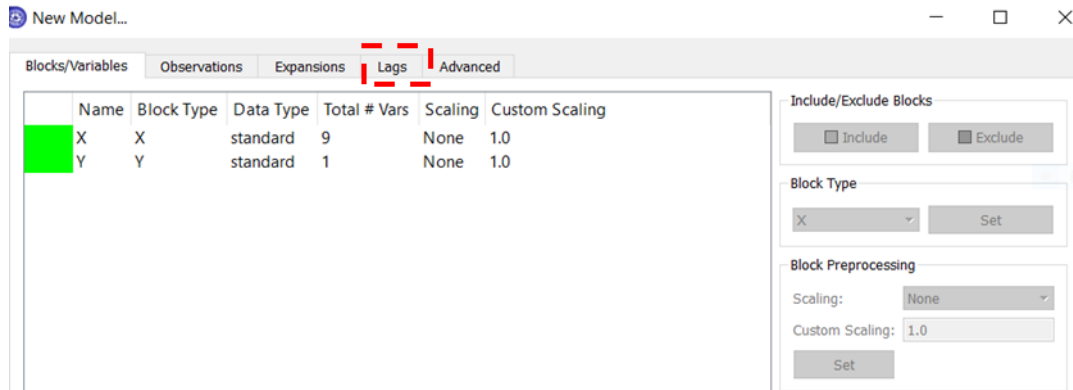 New Model...
Blocks/Variables Observations Expansions Lags Advanced
Name Block Type Data Type Total # Vars Scaling Custom Scaling
X X standard 9 None 1.0
Y Y standard 1 None 1.0
Include/Exclude Blocks
Include Exclude
Block Type
X Set
Block Preprocessing
Scaling: None
Custom Scaling: 1.0
Set